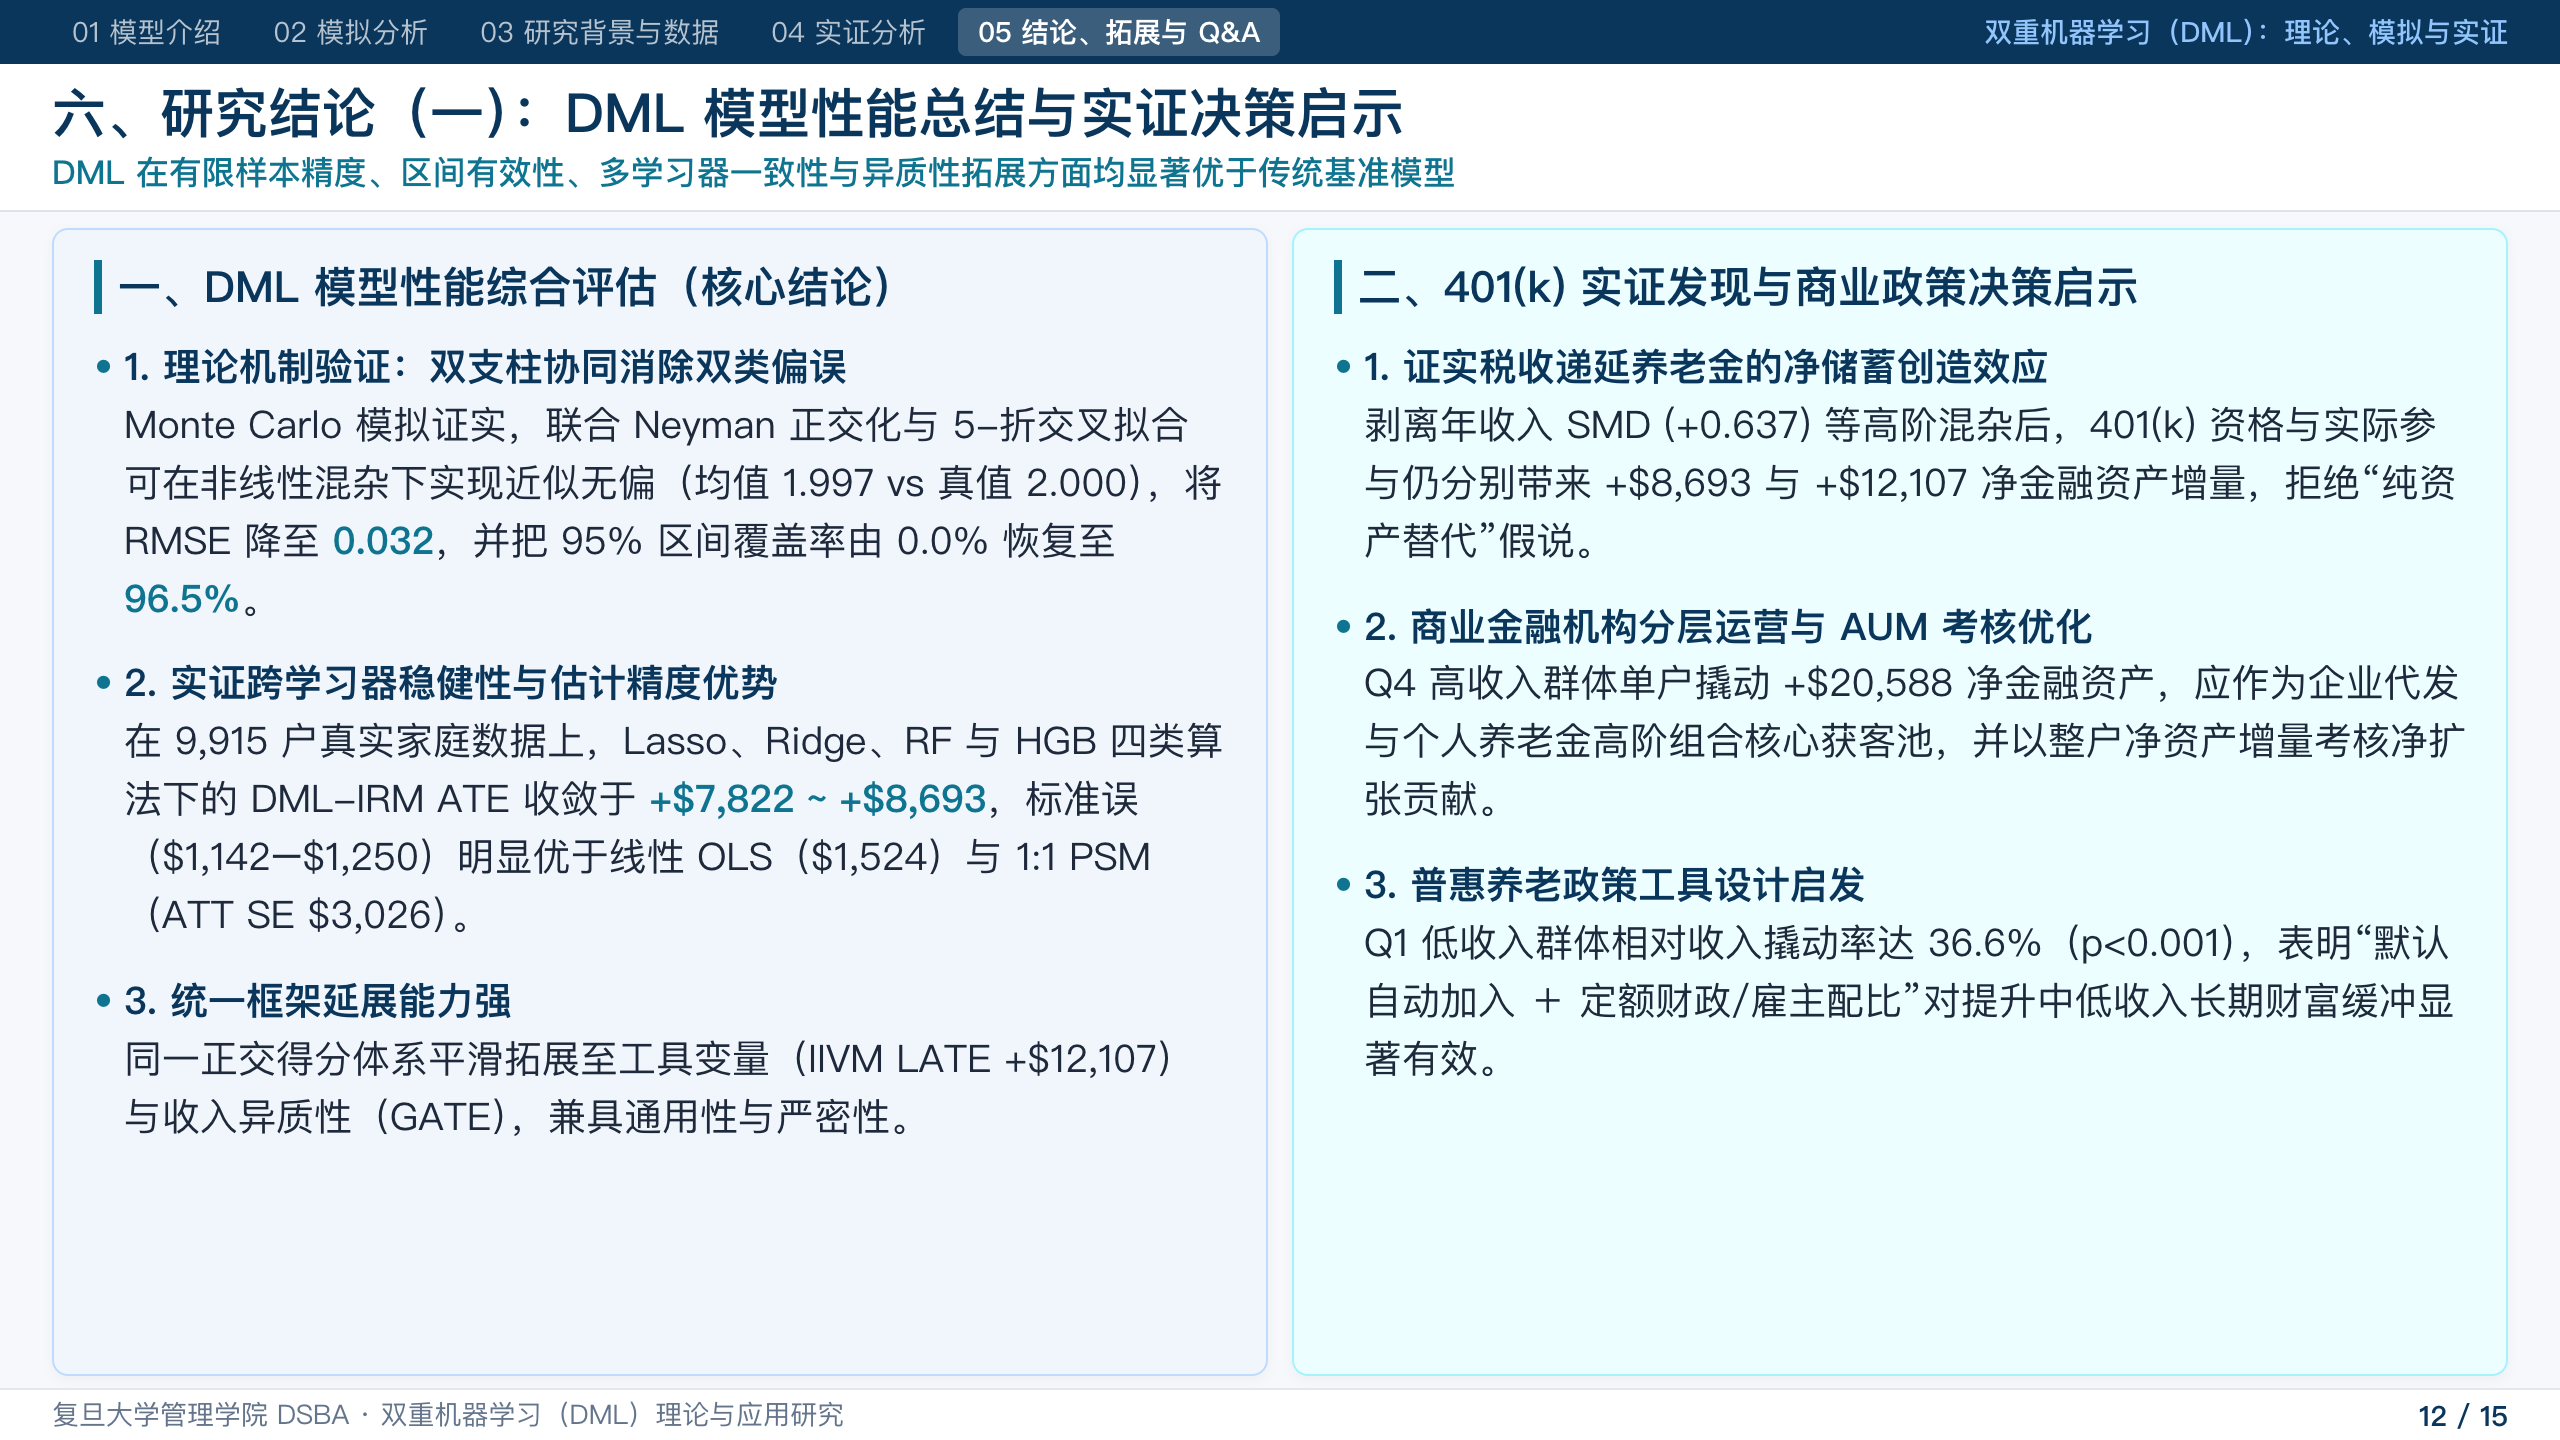 01 模型介绍 02 模拟分析 03 研究背景与数据 04 实证分析 05 结论、拓展与 Q&A 双重机器学习（DML）：理论、模拟与实证
六、研究结论（一）：DML 模型性能总结与实证决策启示
DML 在有限样本精度、区间有效性、多学习器一致性与异质性拓展方面均显著优于传统基准模型
一、DML 模型性能综合评估（核心结论）
• 1. 理论机制验证：双支柱协同消除双类偏误
Monte Carlo 模拟证实，联合 Neyman 正交化与 5-折交叉拟合
可在非线性混杂下实现近似无偏（均值 1.997 vs 真值 2.000），将
RMSE 降至 0.032，并把 95% 区间覆盖率由 0.0% 恢复至
96.5%。
• 2. 实证跨学习器稳健性与估计精度优势
在 9,915 户真实家庭数据上，Lasso、Ridge、RF 与 HGB 四类算
法下的 DML-IRM ATE 收敛于 +$7,822 ~ +$8,693，标准误
（$1,142—$1,250）明显优于线性 OLS（$1,524）与 1:1 PSM
（ATT SE $3,026）。
• 3. 统一框架延展能力强
同一正交得分体系平滑拓展至工具变量（IIVM LATE +$12,107）
与收入异质性（GATE），兼具通用性与严密性。
二、401(k) 实证发现与商业政策决策启示
• 1. 证实税收递延养老金的净储蓄创造效应
剥离年收入 SMD (+0.637) 等高阶混杂后，401(k) 资格与实际参
与仍分别带来 +$8,693 与 +$12,107 净金融资产增量，拒绝“纯资
产替代”假说。
• 2. 商业金融机构分层运营与 AUM 考核优化
Q4 高收入群体单户撬动 +$20,588 净金融资产，应作为企业代发
与个人养老金高阶组合核心获客池，并以整户净资产增量考核净扩
张贡献。
• 3. 普惠养老政策工具设计启发
Q1 低收入群体相对收入撬动率达 36.6%（p<0.001），表明“默认
自动加入 + 定额财政/雇主配比”对提升中低收入长期财富缓冲显
著有效。
复旦大学管理学院 DSBA · 双重机器学习（DML）理论与应用研究
12 / 15